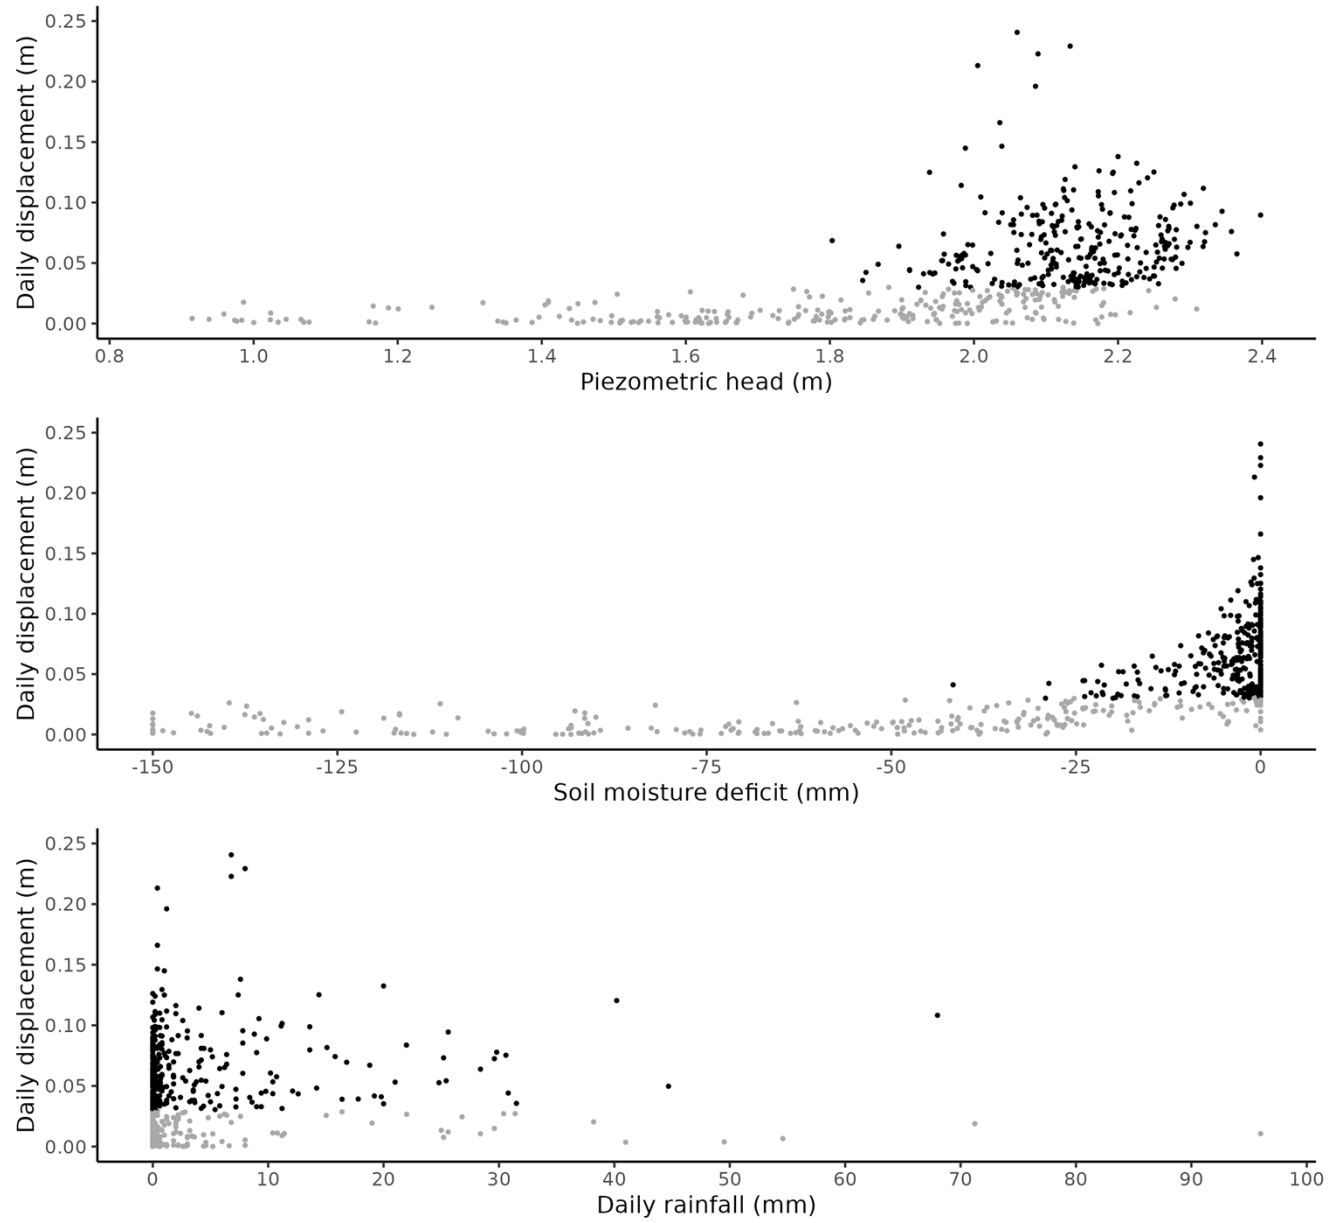 Daily displacement (m)
0.25
0.20
0.15
0.10
0.05
0.00
0.8 1.0 1.2 1.4 1.6 1.8 2.0 2.2 2.4
Piezometric head (m)
Daily displacement (m)
0.25
0.20
0.15
0.10
0.05
0.00
-150 -125 -100 -75 -50 -25 0
Soil moisture deficit (mm)
Daily displacement (m)
0.25
0.20
0.15
0.10
0.05
0.00
0 10 20 30 40 50 60 70 80 90 100
Daily rainfall (mm)